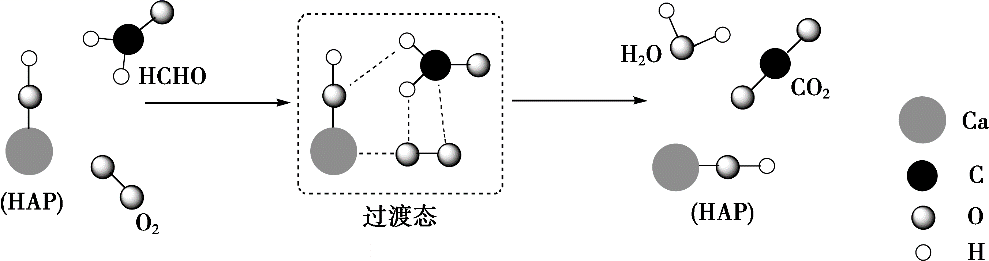 HCHO
(HAP)
O₂
过渡态
H₂O
CO₂
(HAP)
Ca
C
O
H